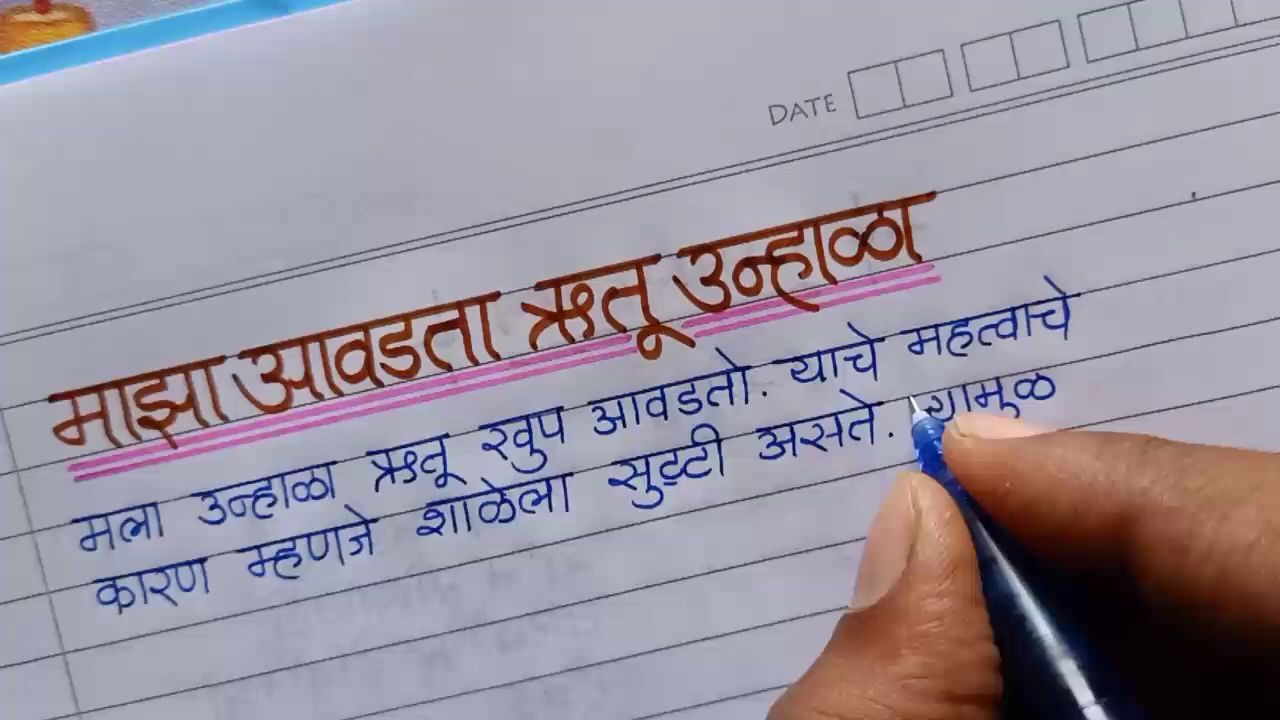 DATE
माझा आवडता ऋतू उन्हाळा
मला उन्हाळा ऋतू खुप आवडतो. याचे महत्वाचे
कारण म्हणजे शाळेला सुट्टी असते.